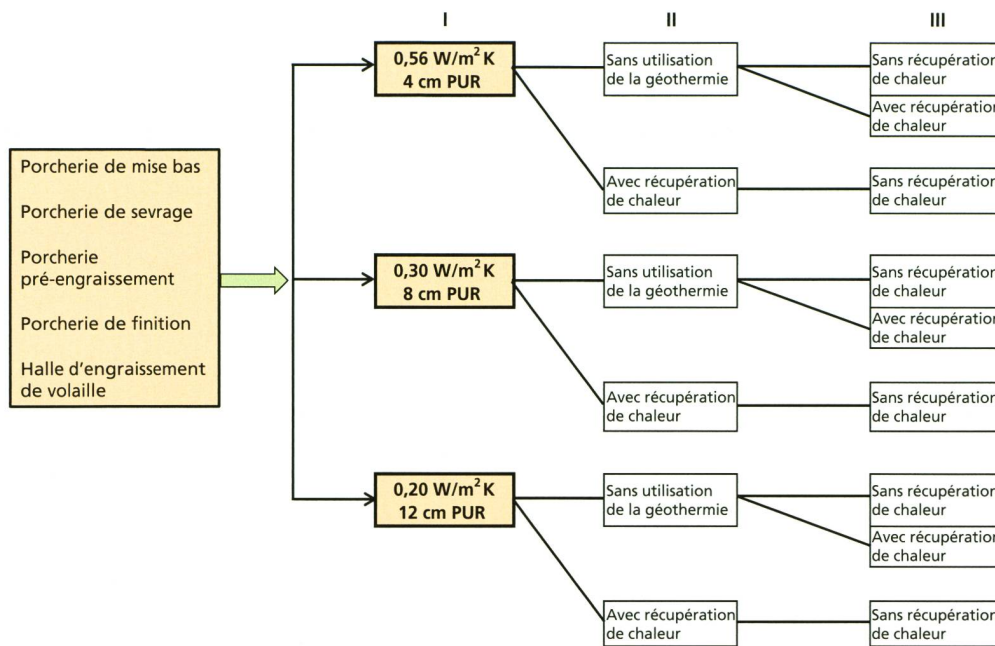 I
II
III
Porcherie de mise bas
Porcherie de sevrage
Porcherie
pré-engraissement
Porcherie de finition
Halle d'engraissement
de volaille
0,56 W/m² K
4 cm PUR
Sans utilisation
de la géothermie
Sans récupération
de chaleur
Avec récupération
de chaleur
Avec récupération
de chaleur
Sans récupération
de chaleur
0,30 W/m² K
8 cm PUR
Sans utilisation
de la géothermie
Sans récupération
de chaleur
Avec récupération
de chaleur
Avec récupération
de chaleur
Sans récupération
de chaleur
0,20 W/m² K
12 cm PUR
Sans utilisation
de la géothermie
Sans récupération
de chaleur
Avec récupération
de chaleur
Avec récupération
de chaleur
Sans récupération
de chaleur